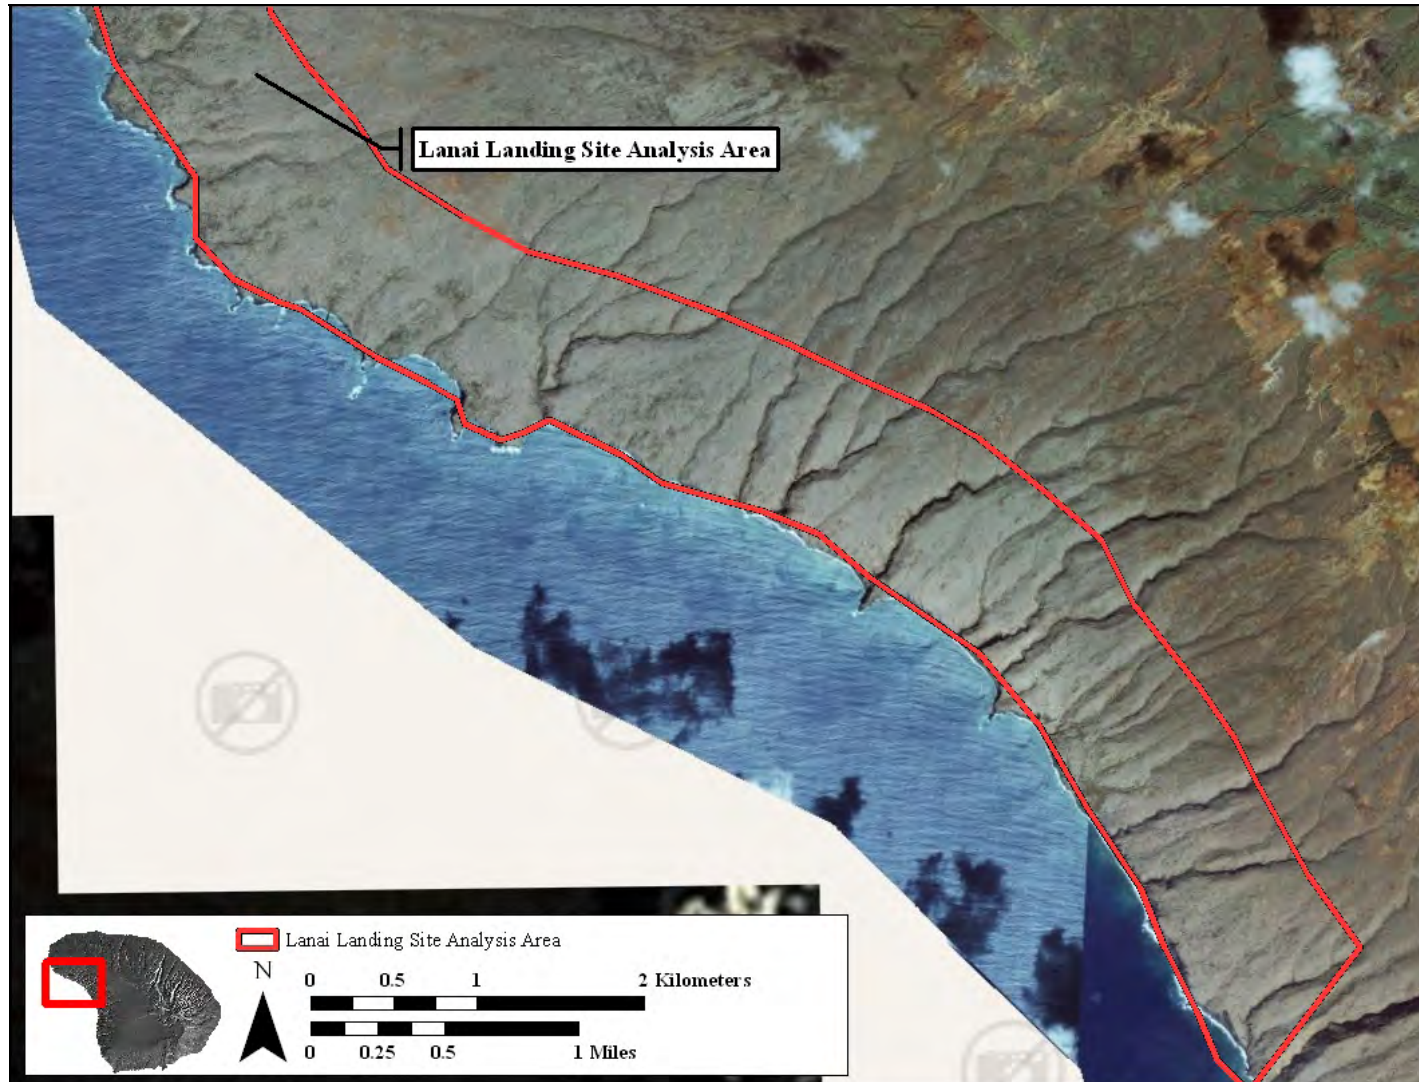 Lanai Landing Site Analysis Area
Lanai Landing Site Analysis Area
N
0 0.5 1 2 Kilometers
0 0.25 0.5 1 Miles